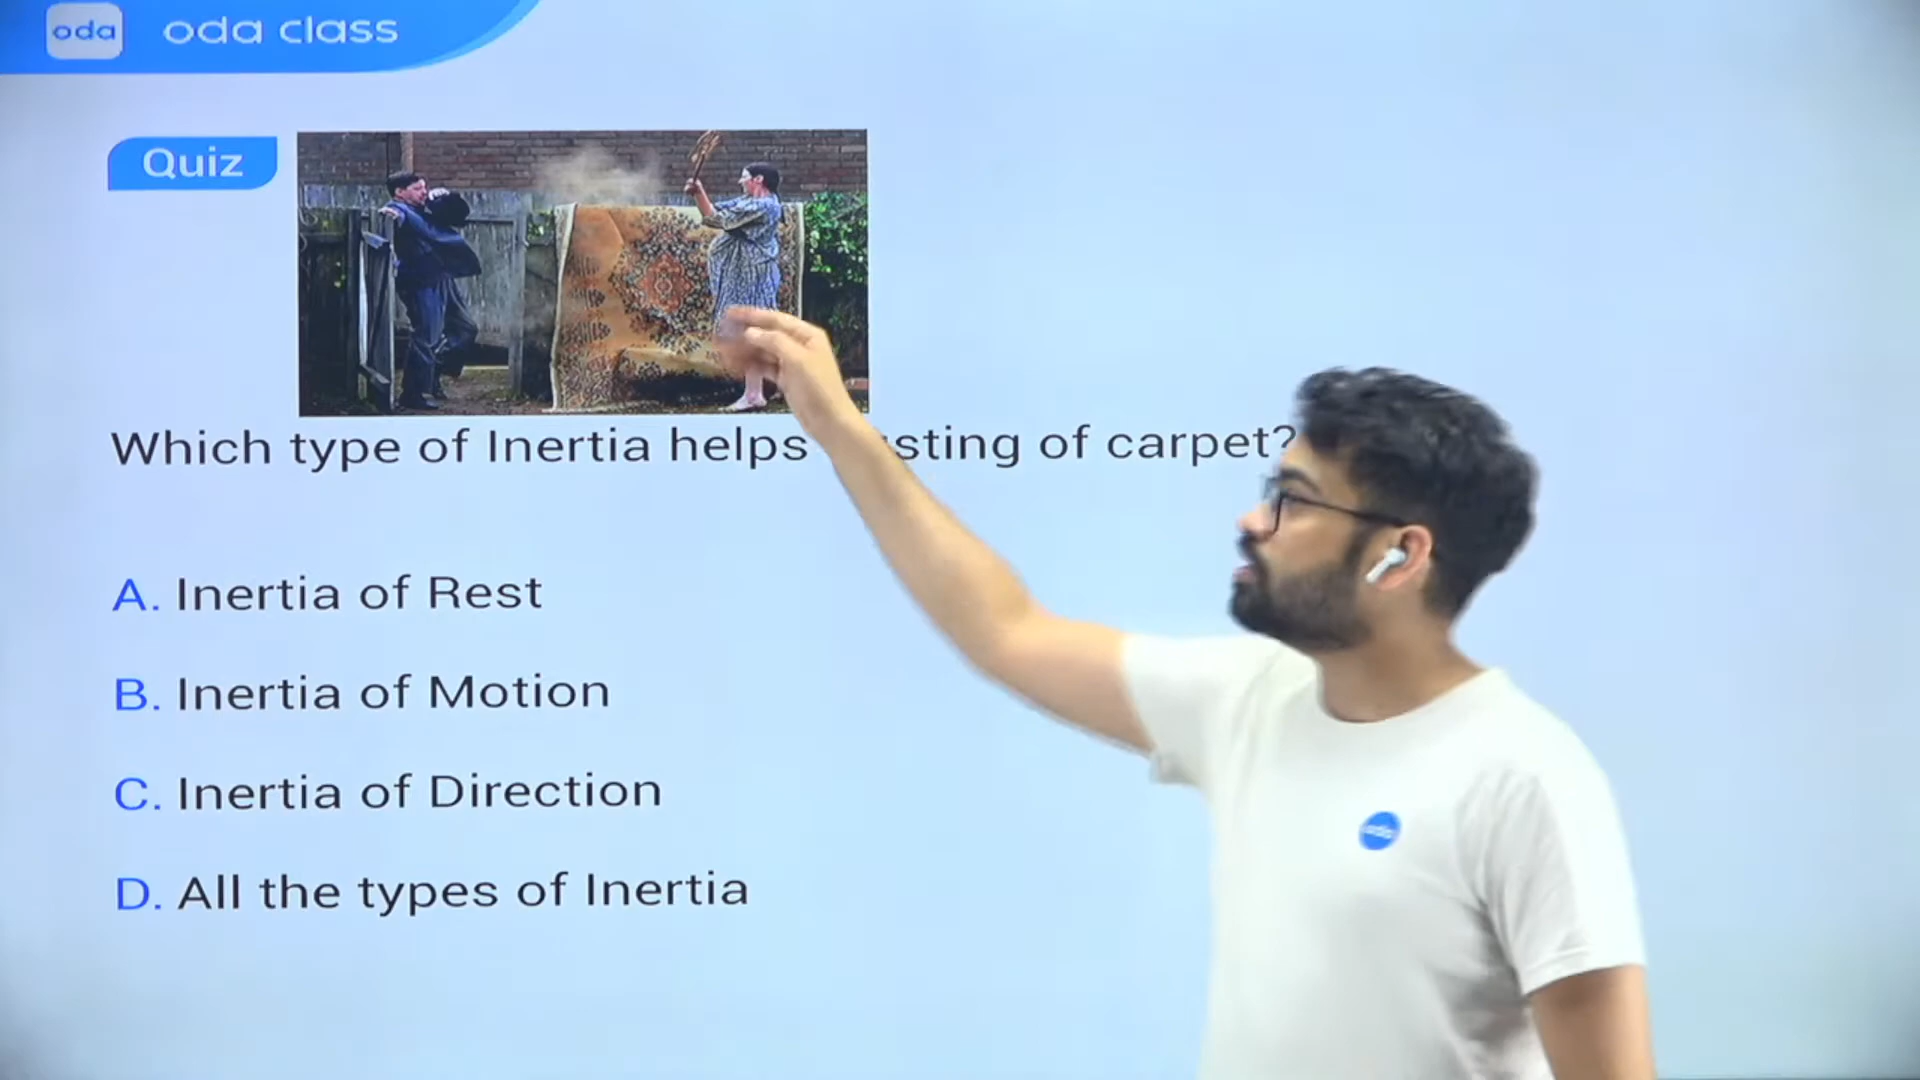 oda oda class
Quiz
Which type of Inertia helps sting of carpet?
A. Inertia of Rest
B. Inertia of Motion
C. Inertia of Direction
D. All the types of Inertia
oda